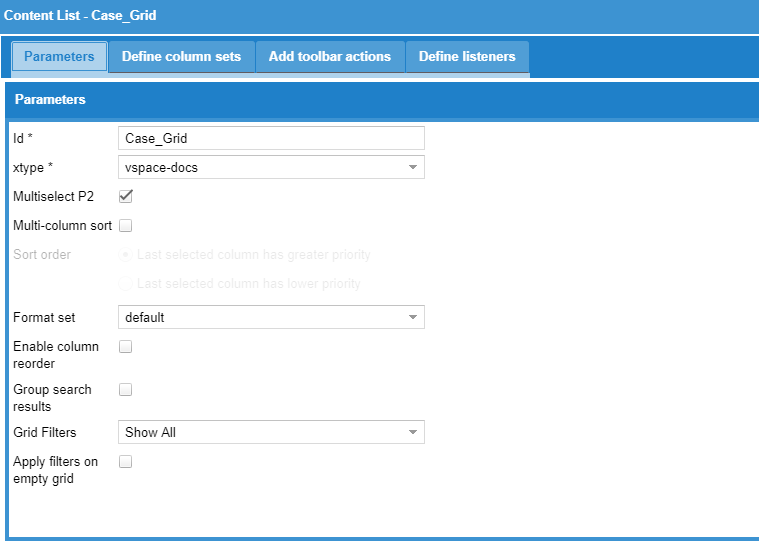 Content List - Case_Grid
Parameters Define column sets Add toolbar actions Define listeners
Parameters
Id * Case_Grid
xtype * vspace-docs
Multiselect P2
Multi-column sort
Sort order Last selected column has greater priority
Last selected column has lower priority
Format set default
Enable column
reorder
Group search
results
Grid Filters Show All
Apply filters on
empty grid